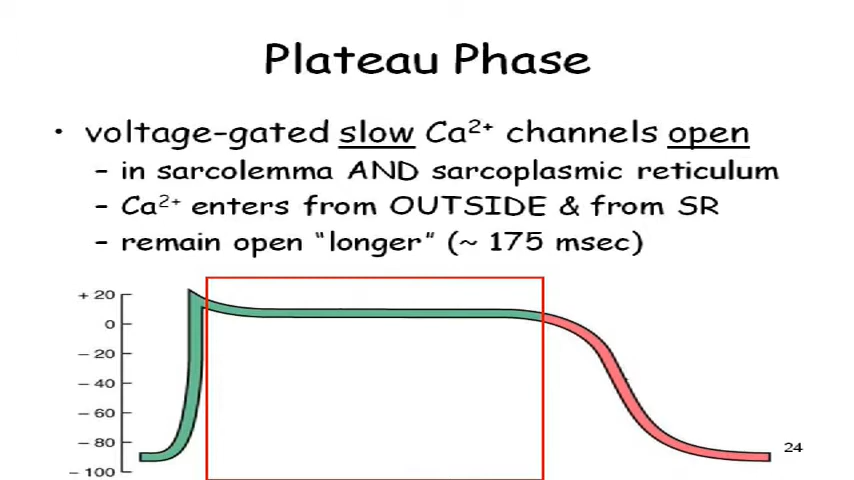 Plateau Phase
• voltage-gated slow Ca²⁺ channels open
– in sarcolemma AND sarcoplasmic reticulum
– Ca²⁺ enters from OUTSIDE & from SR
– remain open “longer” (~ 175 msec)
+ 20
0
– 20
– 40
– 60
– 80
– 100
24